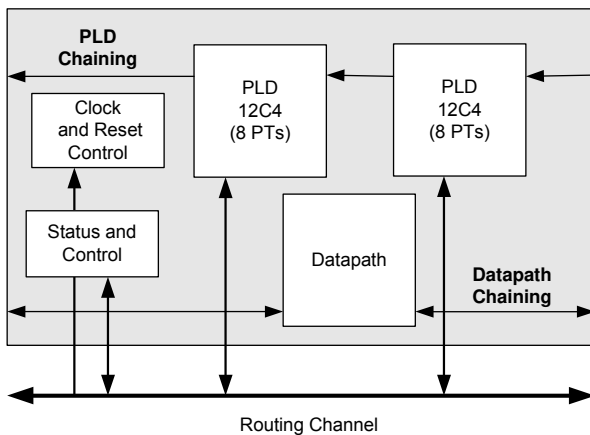 PLD
Chaining
PLD
12C4
(8 PTs)
PLD
12C4
(8 PTs)
Clock
and Reset
Control
Status and
Control
Datapath
Datapath
Chaining
Routing Channel